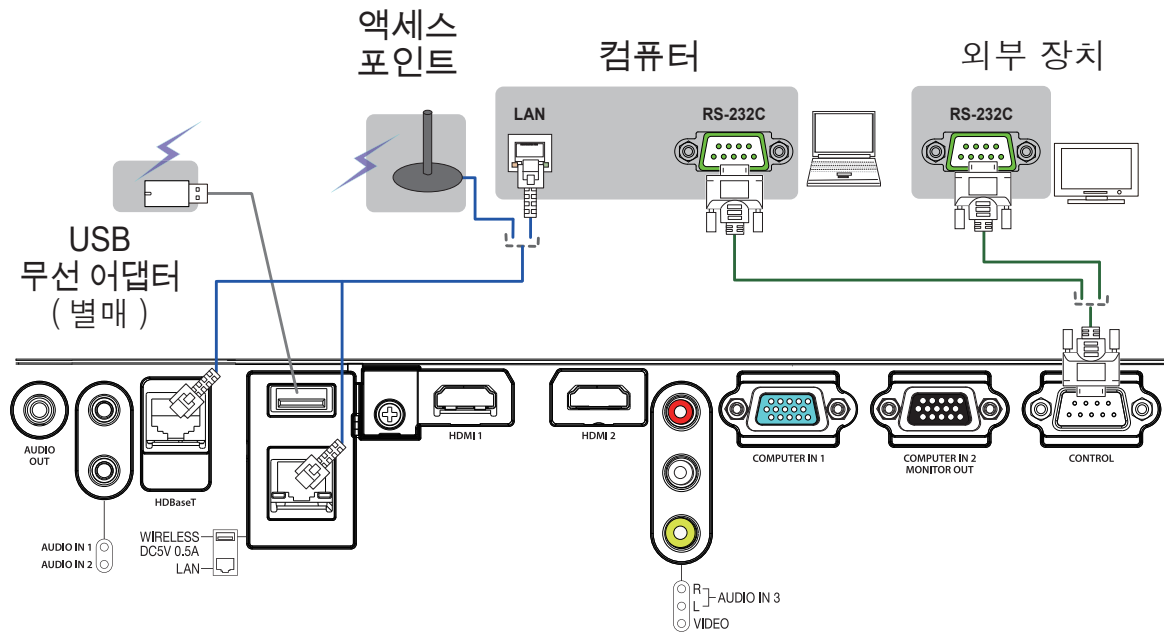 액세스
포인트
컴퓨터
외부 장치
LAN
RS-232C
RS-232C
USB
무선 어댑터
( 별매 )
AUDIO
OUT
HDBaseT
HDMI 1
HDMI 2
COMPUTER IN 1
COMPUTER IN 2
MONITOR OUT
CONTROL
AUDIO IN 1
AUDIO IN 2
WIRELESS
DC5V 0.5A
LAN
R
L
AUDIO IN 3
VIDEO